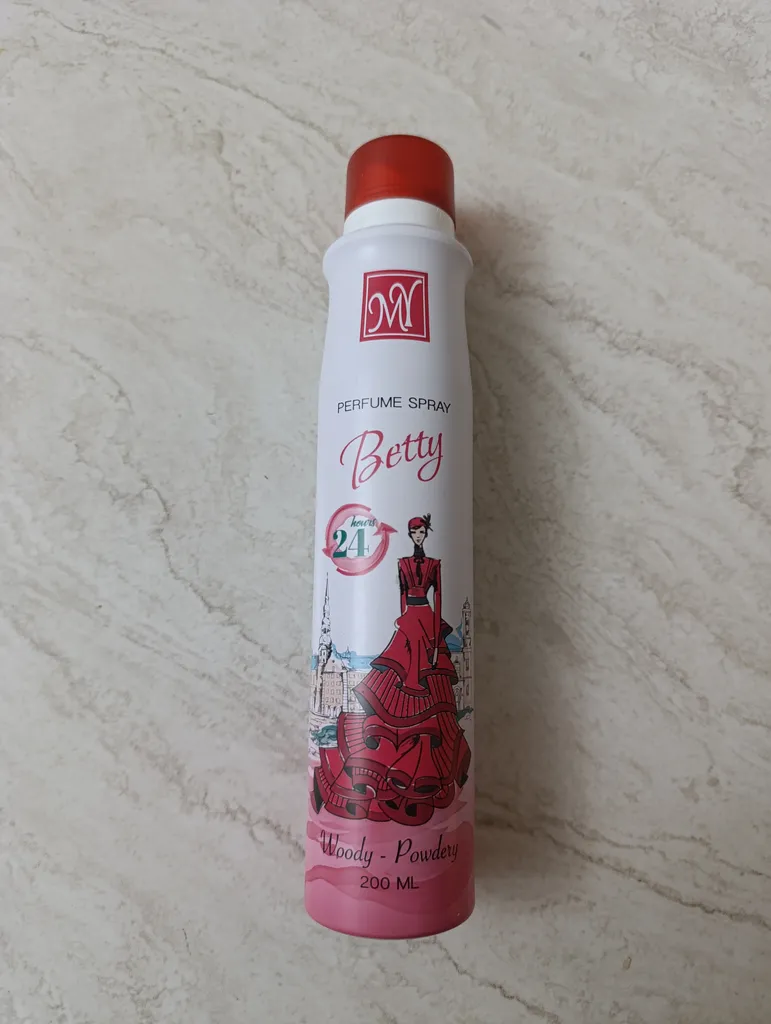 MY
PERFUME SPRAY
Betty
hours
24
Woody - Powdery
200 ML